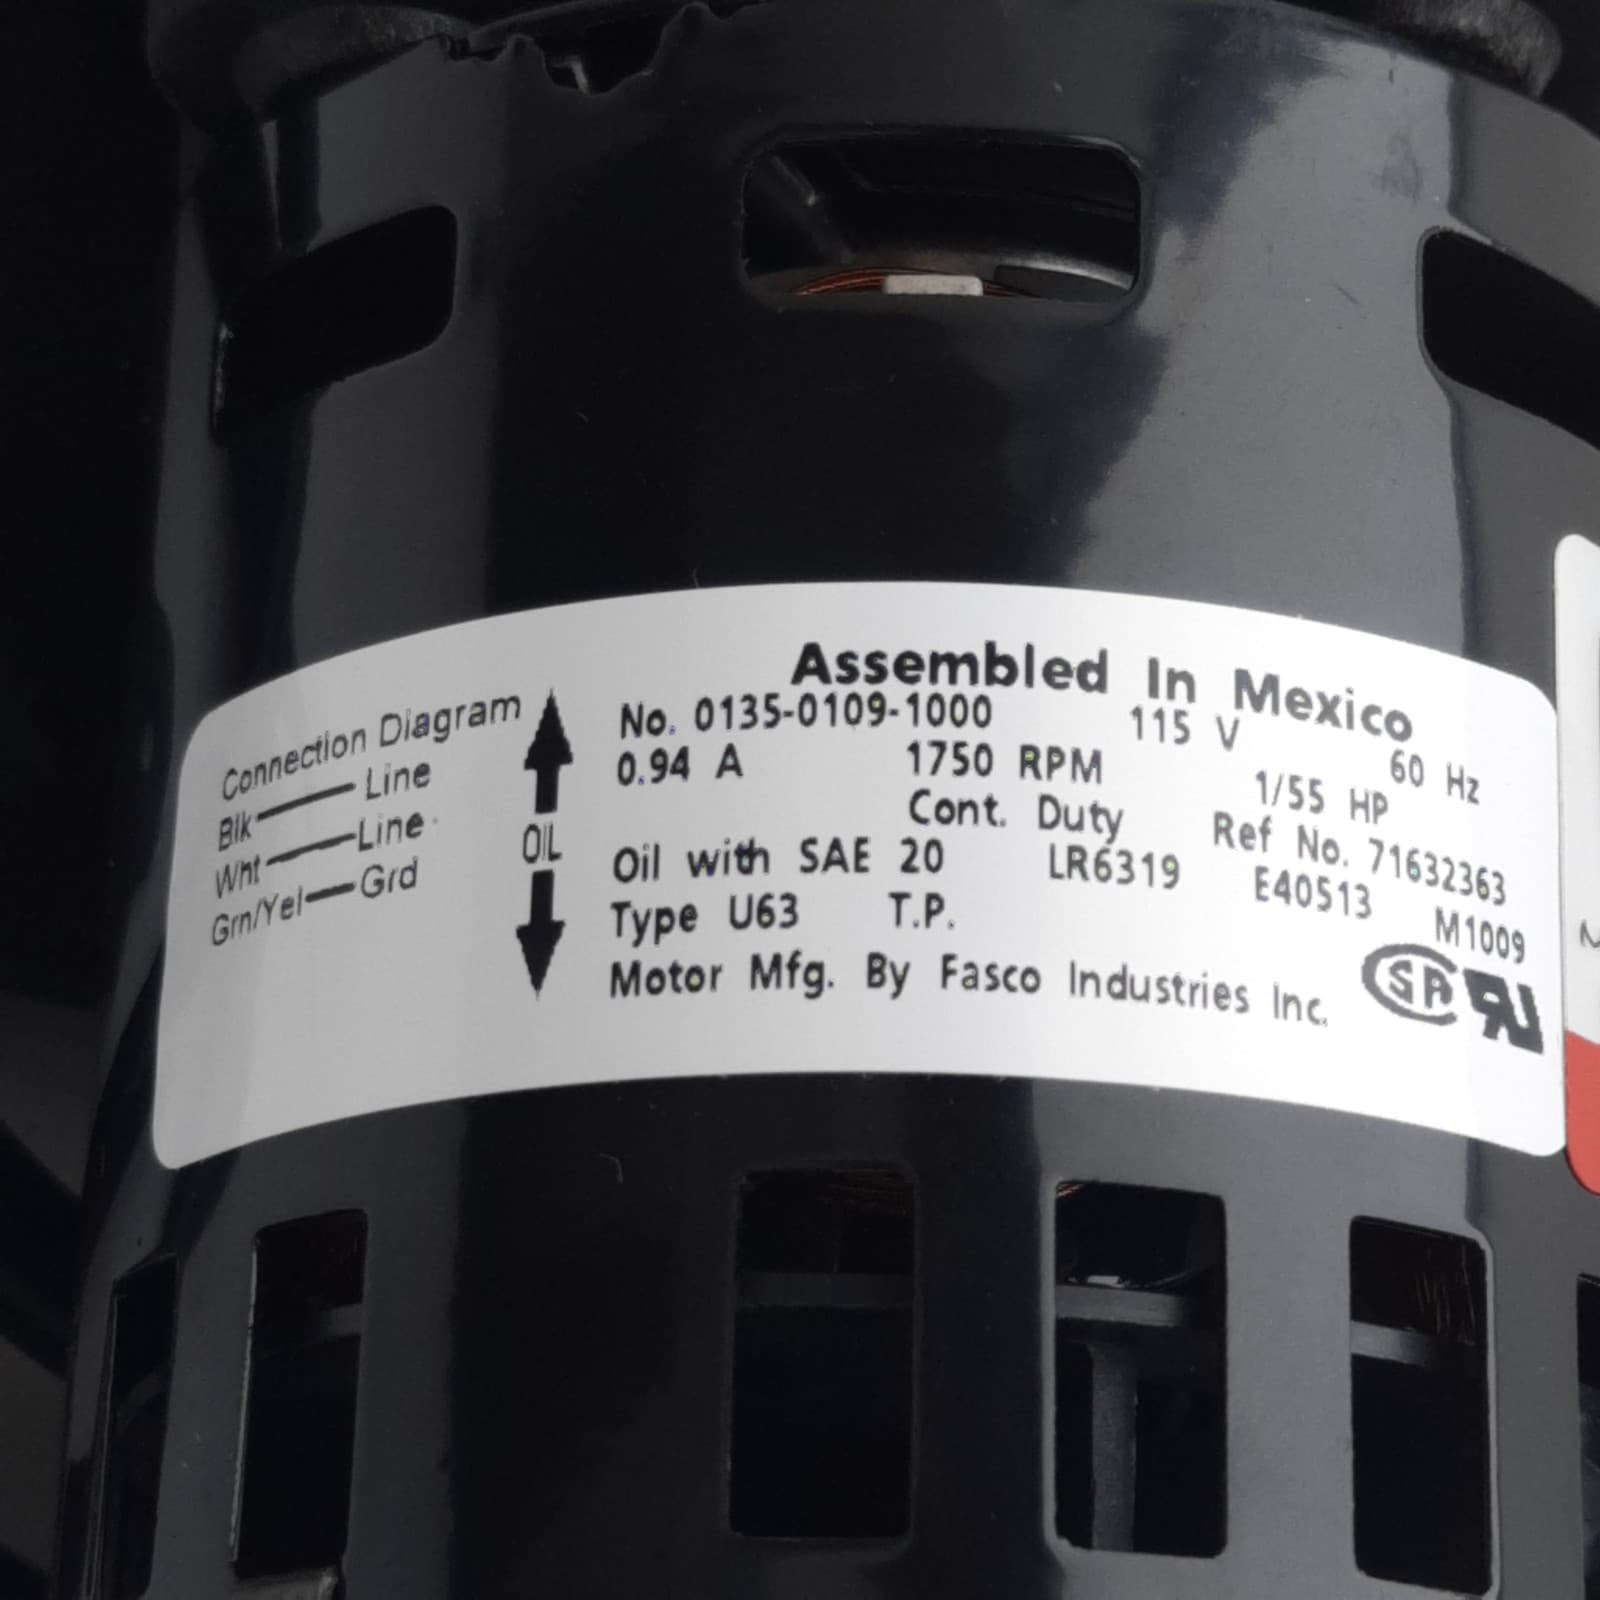 Connection Diagram
Blk Line
Wht Line
Grn/Yel Grd
OIL
Assembled In Mexico
No. 0135-0109-1000 115 V 60 Hz
0.94 A 1750 RPM 1/55 HP
Cont. Duty Ref No. 71632363
Oil with SAE 20 LR6319 E40513 M1009
Type U63 T.P.
Motor Mfg. By Fasco Industries Inc.
SA RU